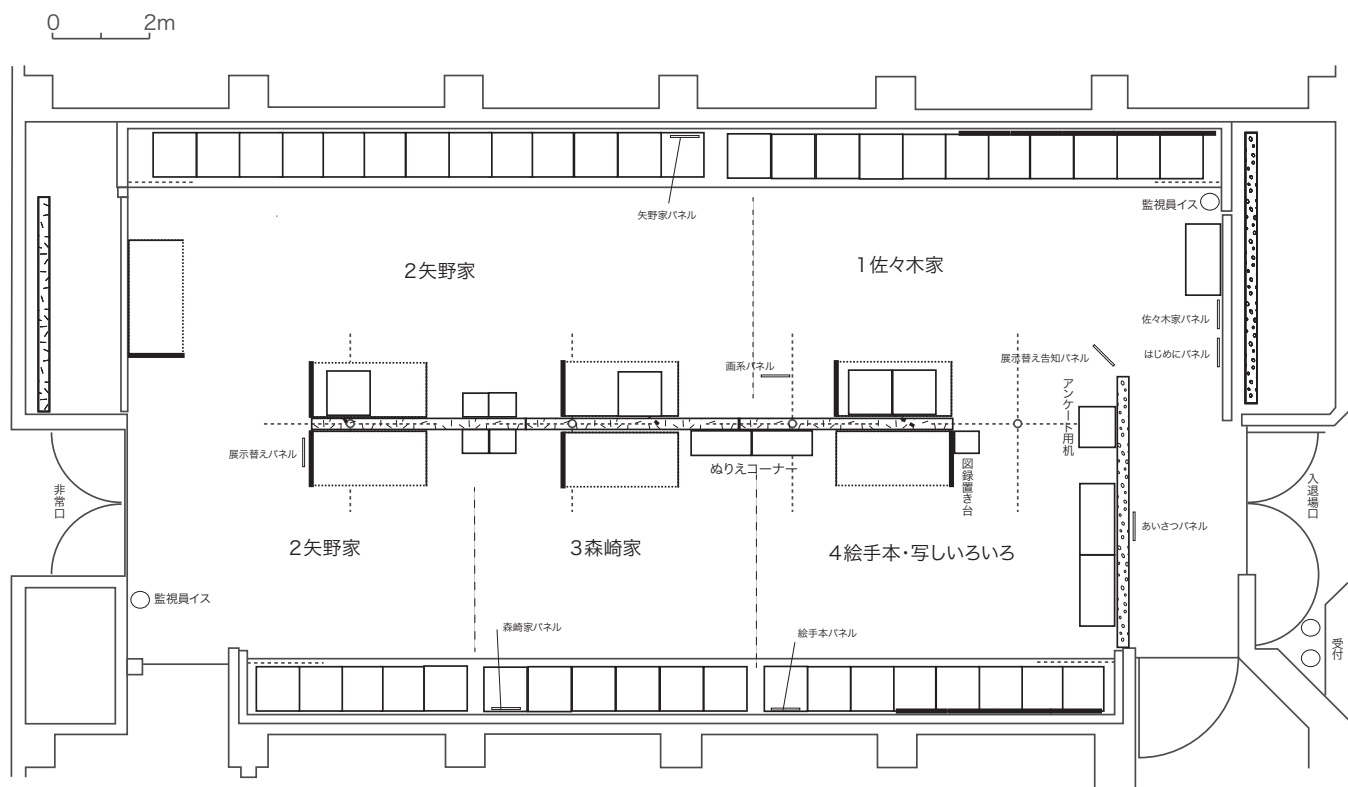 0 2m
矢野家パネル
監視員イス
2矢野家
1佐々木家
佐々木家パネル
はじめにパネル
展示替え告知パネル
画系パネル
アンケート用机
展示替えパネル
ぬりえコーナー
図録置き台
非常口
入退場口
あいさつパネル
2矢野家
3森崎家
4絵手本・写しいろいろ
監視員イス
森崎家パネル
絵手本パネル
受付